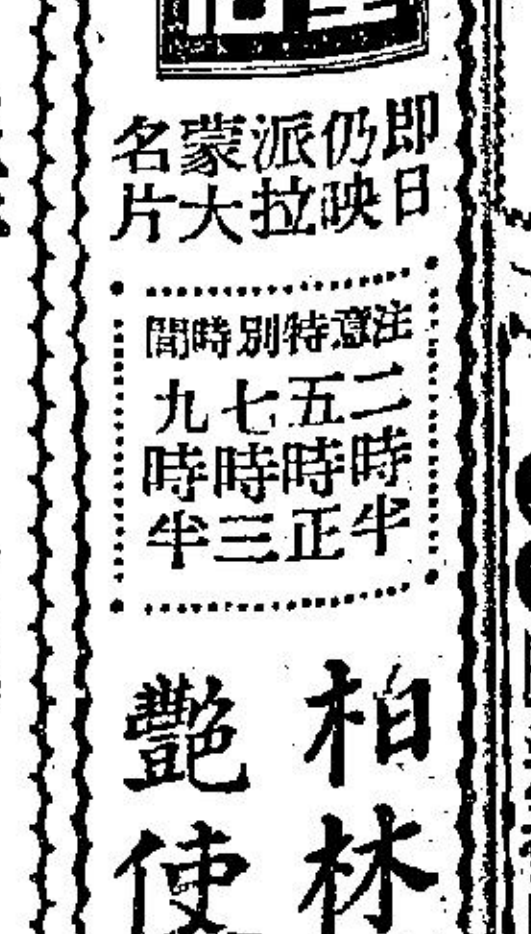 即日
仍映
派拉
蒙大
名片
注意特別時間
二時半
五時正
七時三
九時半
柏林
艷使